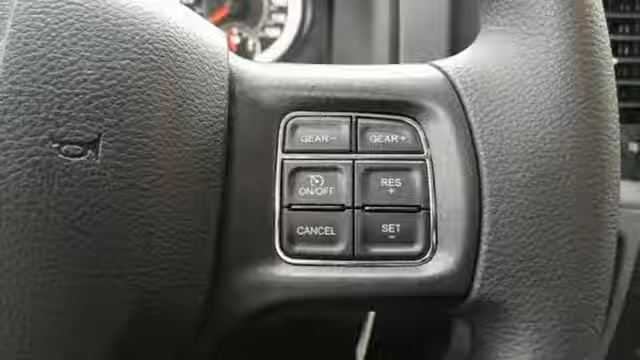 GEAR- GEAR+
ON/OFF RES
+
CANCEL SET
-